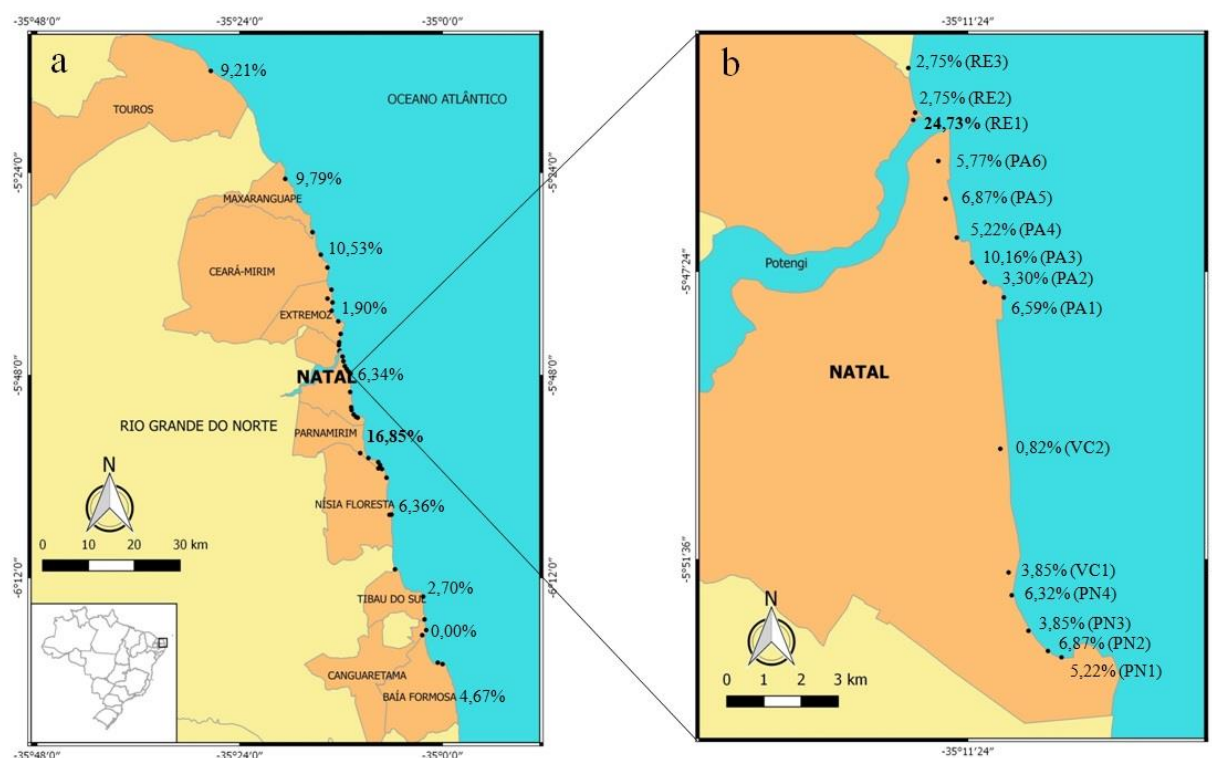 -35°48'0"
-35°24'0"
-35°0'0"
a
9,21%
OCEANO ATLÂNTICO
TOUROS
-5°24'0"
-5°24'0"
9,79%
MAXARANGUAPE
10,53%
CEARÁ-MIRIM
1,90%
EXTREMOZ
-5°48'0"
-5°48'0"
NATAL
6,34%
RIO GRANDE DO NORTE
16,85%
PARNAMIRIM
N
NÍSIA FLORESTA
6,36%
0 10 20 30 km
-6°12'0"
-6°12'0"
2,70%
TIBAU DO SUL
0,00%
CANGUARETAMA
BAÍA FORMOSA
4,67%
-35°48'0"
-35°24'0"
-35°0'0"
-35°11'24"
b
2,75% (RE3)
2,75% (RE2)
24,73% (RE1)
5,77% (PA6)
6,87% (PA5)
5,22% (PA4)
-5°47'24"
-5°47'24"
Potengi
10,16% (PA3)
3,30% (PA2)
6,59% (PA1)
NATAL
0,82% (VC2)
-5°51'36"
-5°51'36"
3,85% (VC1)
6,32% (PN4)
N
3,85% (PN3)
6,87% (PN2)
5,22% (PN1)
0 1 2 3 km
-35°11'24"